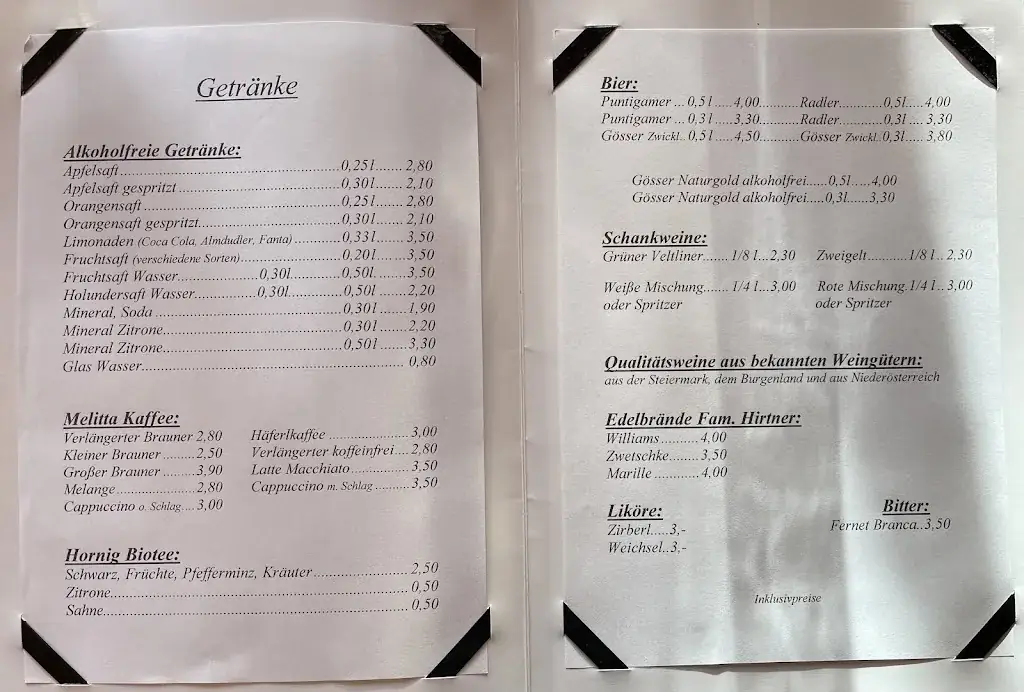 Getränke
Alkoholfreie Getränke:
Apfelsaft........0,25l.......2,80
Apfelsaft gespritzt........0,30l.......2,10
Orangensaft........0,25l.......2,80
Orangensaft gespritzt........0,30l.......2,10
Limonaden (Coca Cola, Almdudler, Fanta)........0,33l.......3,50
Fruchtsaft (verschiedene Sorten)........0,20l.......3,50
Fruchtsaft Wasser........0,30l........0,50l.......3,50
Holundersaft Wasser........0,30l........0,50l.......2,20
Mineral, Soda........0,30l.......1,90
Mineral Zitrone........0,30l.......2,20
Mineral Zitrone........0,50l.......3,30
Glas Wasser........0,80
Melitta Kaffee:
Verlängerter Brauner 2,80 Häferlkaffee........3,00
Kleiner Brauner........2,50 Verlängerter koffeinfrei....2,80
Großer Brauner........3,90 Latte Macchiato........3,50
Melange........2,80 Cappuccino m. Schlag........3,50
Cappuccino o. Schlag....3,00
Hornig Biotee:
Schwarz, Früchte, Pfefferminz, Kräuter........2,50
Zitrone........0,50
Sahne........0,50
Bier:
Puntigamer ...0,5l.....4,00..........Radler...........0,5l.....4,00
Puntigamer ...0,3l.....3,30..........Radler...........0,3l.....3,30
Gösser Zwickl..0,5l.....4,50..........Gösser Zwickl..0,3l.....3,80
Gösser Naturgold alkoholfrei......0,5l.....4,00
Gösser Naturgold alkoholfrei.....0,3l......3,30
Schankweine:
Grüner Veltliner.......1/8 l...2,30 Zweigelt..........1/8 l..2,30
Weiße Mischung.......1/4 l...3,00 Rote Mischung.1/4 l..3,00
oder Spritzer oder Spritzer
Qualitätsweine aus bekannten Weingütern:
aus der Steiermark, dem Burgenland und aus Niederösterreich
Edelbrände Fam. Hirtner:
Williams..........4,00
Zwetschke........3,50
Marille............4,00
Liköre: Bitter:
Zirberl.....3,- Fernet Branca..3,50
Weichsel..3,-
Inklusivpreise